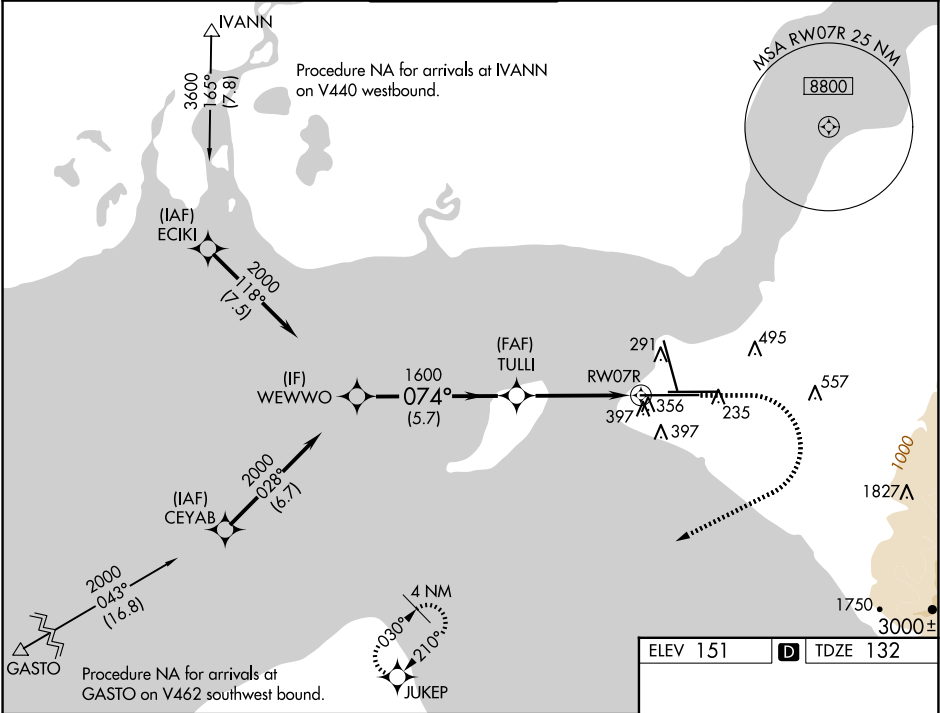 IVANN
3600
165°
(7.8)
Procedure NA for arrivals at IVANN
on V440 westbound.
MSA RW07R 25 NM
8800
(IAF)
ECIKI
2000
118°
(7.5)
(IF)
WEWWO
1600
074°
(5.7)
(FAF)
TULLI
RW07R
291
495
397
356
235
557
397
1000
1827
1750
3000±
(IAF)
CEYAB
2000
028°
(6.7)
2000
043°
(16.8)
GASTO
Procedure NA for arrivals at
GASTO on V462 southwest bound.
4 NM
030°
210°
JUKEP
ELEV 151
D
TDZE 132